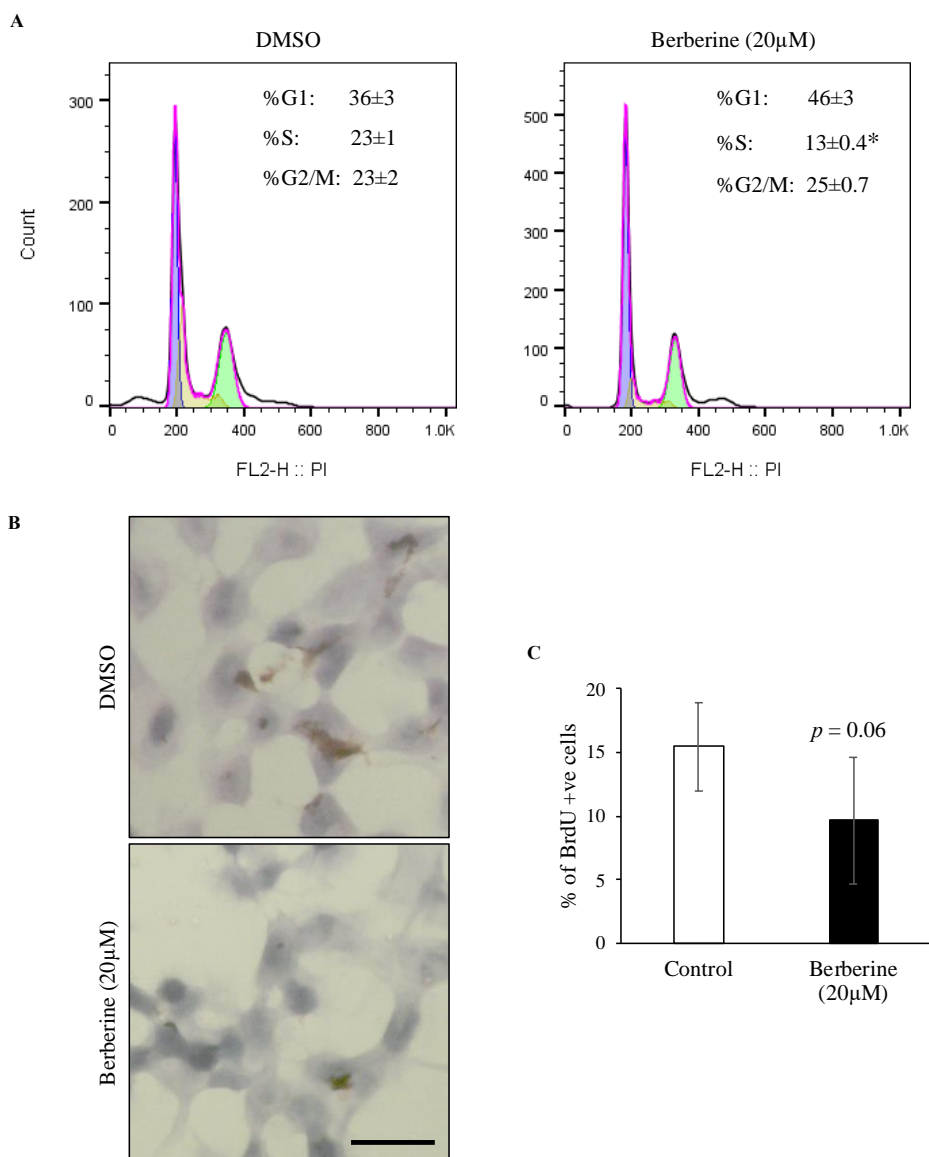 A
DMSO
%G1: 36±3
%S: 23±1
%G2/M: 23±2
300
200
100
0
Count
0 200 400 600 800 1.0K
FL2-H :: PI
Berberine (20µM)
%G1: 46±3
%S: 13±0.4*
%G2/M: 25±0.7
500
400
300
200
100
0
0 200 400 600 800 1.0K
FL2-H :: PI
B
DMSO
Berberine (20µM)
C
% of BrdU +ve cells
20
15
10
5
0
p = 0.06
Control
Berberine
(20µM)